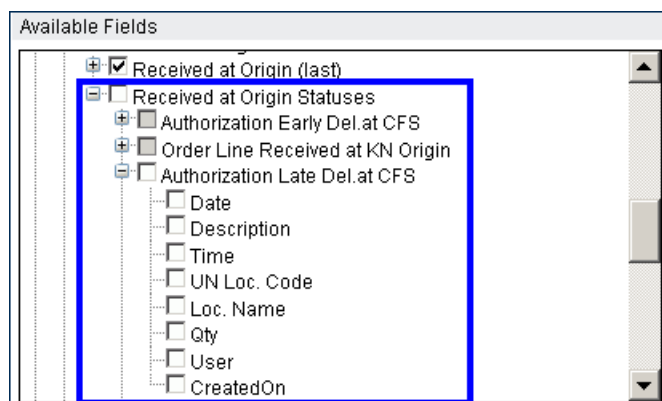 Available Fields
Received at Origin (last)
Received at Origin Statuses
Authorization Early Del.at CFS
Order Line Received at KN Origin
Authorization Late Del.at CFS
Date
Description
Time
UN Loc. Code
Loc. Name
Qty
User
CreatedOn